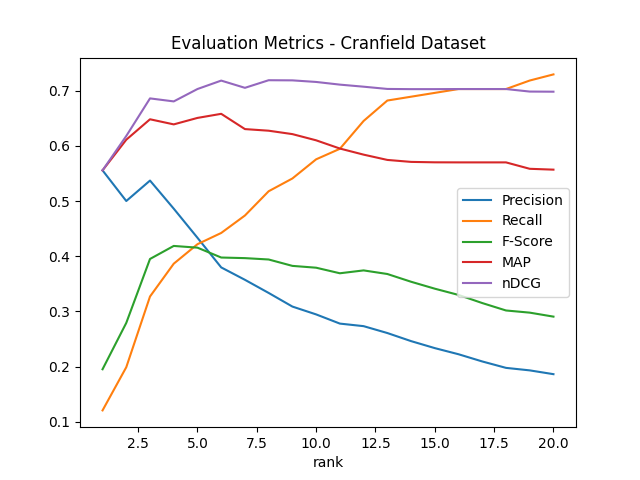 Evaluation Metrics - Cranfield Dataset
0.7
0.6
0.5
0.4
0.3
0.2
0.1
Precision
Recall
F-Score
MAP
nDCG
2.5 5.0 7.5 10.0 12.5 15.0 17.5 20.0
rank